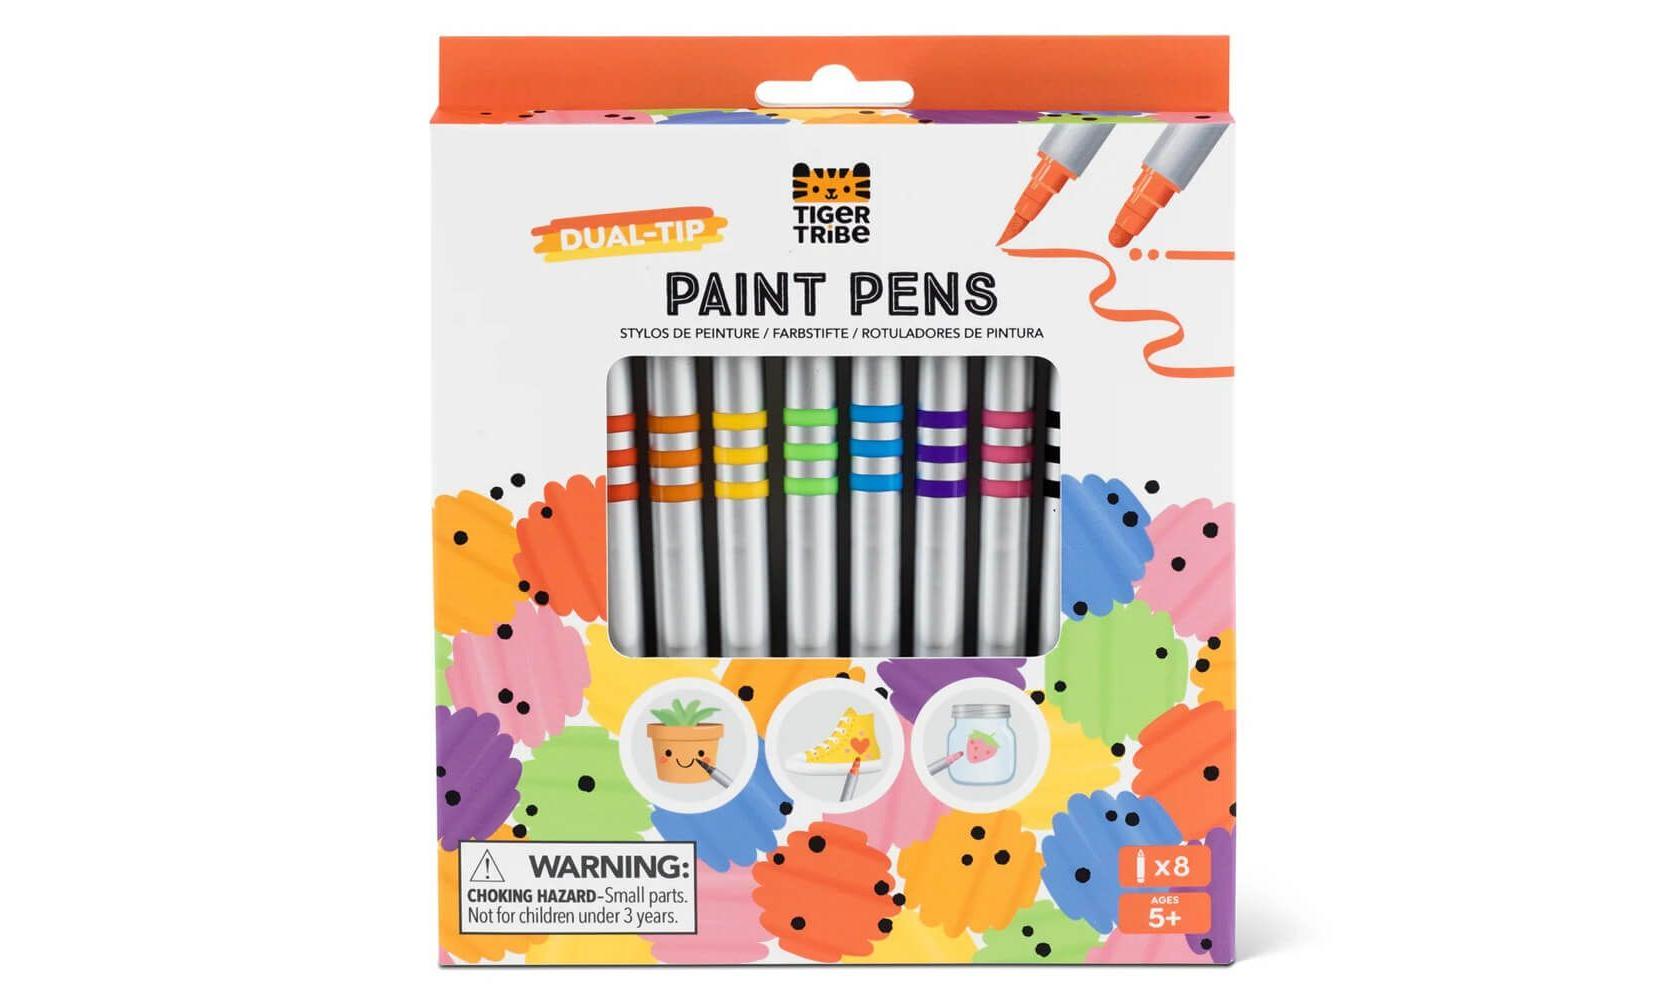 TIGER
TRIBE
DUAL-TIP
PAINT PENS
STYLOS DE PEINTURE / FARBSTIFTE / ROTULADORES DE PINTURA
WARNING:
CHOKING HAZARD–Small parts.
Not for children under 3 years.
x8
AGES
5+